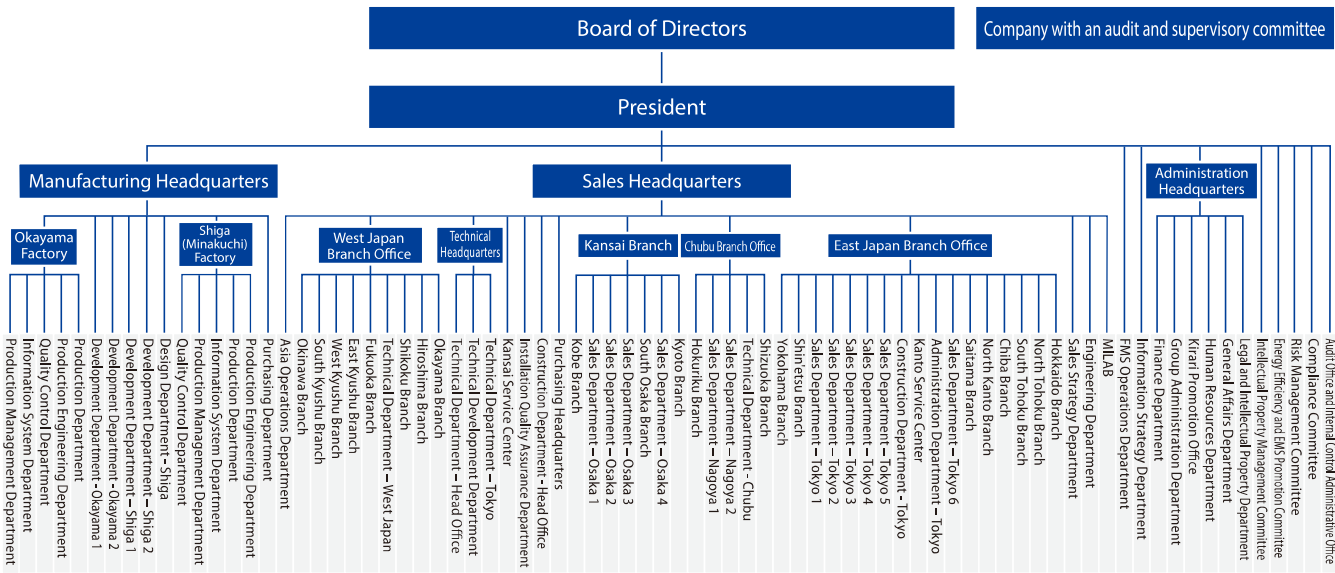 Board of Directors
Company with an audit and supervisory committee
President
Manufacturing Headquarters
Sales Headquarters
Administration
Headquarters
Okayama
Factory
Shiga
(Minakuchi)
Factory
West Japan
Branch Office
Technical
Headquarters
Kansai Branch
Chubu Branch Office
East Japan Branch Office
Production Management Department
Information System Department
Quality Control Department
Production Engineering Department
Production Department
Development Department - Okayama 1
Development Department - Okayama 2
Development Department – Shiga 1
Development Department – Shiga 2
Design Department – Shiga
Quality Control Department
Production Management Department
Information System Department
Production Department
Production Engineering Department
Purchasing Department
Asia Operations Department
Okinawa Branch
South Kyushu Branch
West Kyushu Branch
East Kyushu Branch
Fukuoka Branch
Technical Department – West Japan
Shikoku Branch
Hiroshima Branch
Okayama Branch
Technical Department – Head Office
Technical Development Department
Technical Department – Tokyo
Kansai Service Center
Installation Quality Assurance Department
Construction Department - Head Office
Purchasing Headquarters
Kobe Branch
Sales Department – Osaka 1
Sales Department – Osaka 2
Sales Department – Osaka 3
South Osaka Branch
Sales Department – Osaka 4
Kyoto Branch
Hokuriku Branch
Sales Department – Nagoya 1
Sales Department – Nagoya 2
Technical Department - Chubu
Shizuoka Branch
Yokohama Branch
Shin'etsu Branch
Sales Department – Tokyo 1
Sales Department – Tokyo 2
Sales Department – Tokyo 3
Sales Department – Tokyo 4
Sales Department – Tokyo 5
Construction Department - Tokyo
Kanto Service Center
Administration Department – Tokyo
Sales Department – Tokyo 6
Saitama Branch
North Kanto Branch
Chiba Branch
South Tohoku Branch
North Tohoku Branch
Hokkaido Branch
Sales Strategy Department
Engineering Department
MILAB
FMS Operations Department
Information Strategy Department
Finance Department
Group Administration Department
Kirari Promotion Office
Human Resources Department
General Affairs Department
Legal and Intellectual Property Department
Intellectual Property Management Committee
Energy Efficiency and EMS Promotion Committee
Risk Management Committee
Compliance Committee
Audit Office and Internal Control Administrative Office